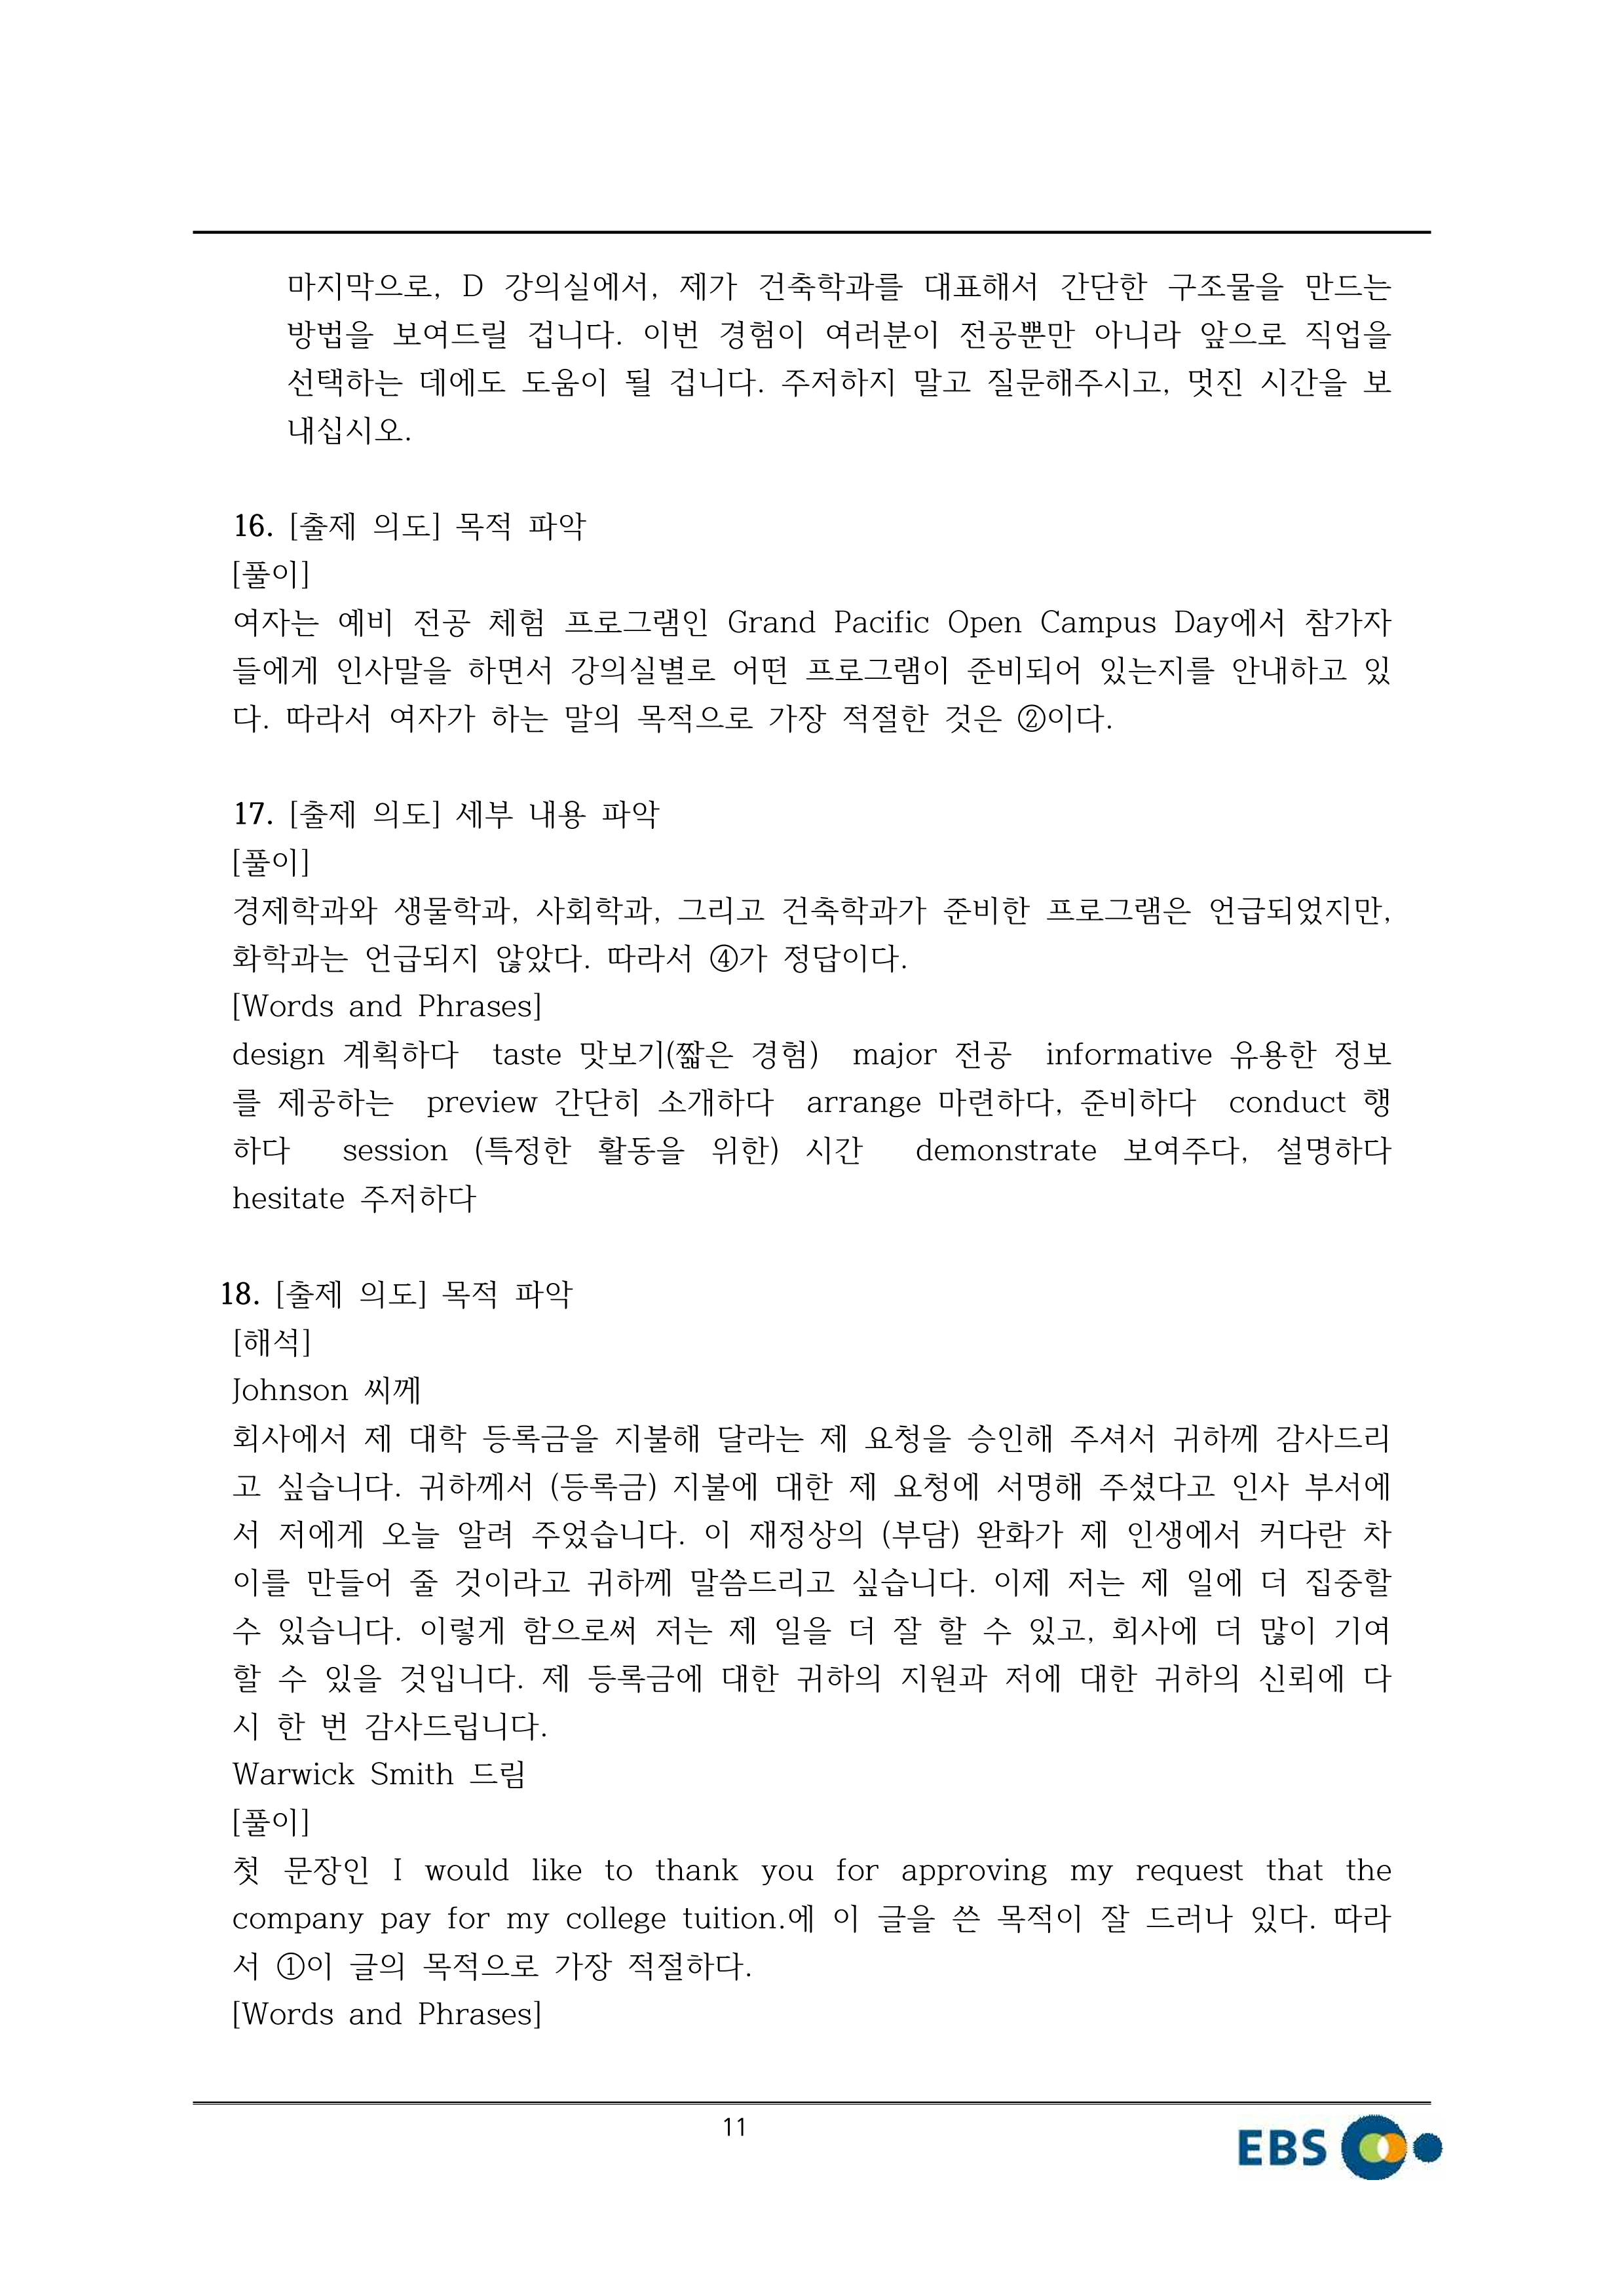 마지막으로, D 강의실에서, 제가 건축학과를 대표해서 간단한 구조물을 만드는
방법을 보여드릴 겁니다. 이번 경험이 여러분이 전공뿐만 아니라 앞으로 직업을
선택하는 데에도 도움이 될 겁니다. 주저하지 말고 질문해주시고, 멋진 시간을 보
내십시오.
16. [출제 의도] 목적 파악
[풀이]
여자는 예비 전공 체험 프로그램인 Grand Pacific Open Campus Day에서 참가자
들에게 인사말을 하면서 강의실별로 어떤 프로그램이 준비되어 있는지를 안내하고 있
다. 따라서 여자가 하는 말의 목적으로 가장 적절한 것은 ②이다.
17. [출제 의도] 세부 내용 파악
[풀이]
경제학과와 생물학과, 사회학과, 그리고 건축학과가 준비한 프로그램은 언급되었지만,
화학과는 언급되지 않았다. 따라서 ④가 정답이다.
[Words and Phrases]
design 계획하다 taste 맛보기(짧은 경험) major 전공 informative 유용한 정보
를 제공하는 preview 간단히 소개하다 arrange 마련하다, 준비하다 conduct 행
하다 session (특정한 활동을 위한) 시간 demonstrate 보여주다, 설명하다
hesitate 주저하다
18. [출제 의도] 목적 파악
[해석]
Johnson 씨께
회사에서 제 대학 등록금을 지불해 달라는 제 요청을 승인해 주셔서 귀하께 감사드리
고 싶습니다. 귀하께서 (등록금) 지불에 대한 제 요청에 서명해 주셨다고 인사 부서에
서 저에게 오늘 알려 주었습니다. 이 재정상의 (부담) 완화가 제 인생에서 커다란 차
이를 만들어 줄 것이라고 귀하께 말씀드리고 싶습니다. 이제 저는 제 일에 더 집중할
수 있습니다. 이렇게 함으로써 저는 제 일을 더 잘 할 수 있고, 회사에 더 많이 기여
할 수 있을 것입니다. 제 등록금에 대한 귀하의 지원과 저에 대한 귀하의 신뢰에 다
시 한 번 감사드립니다.
Warwick Smith 드림
[풀이]
첫 문장인 I would like to thank you for approving my request that the
company pay for my college tuition.에 이 글을 쓴 목적이 잘 드러나 있다. 따라
서 ①이 글의 목적으로 가장 적절하다.
[Words and Phrases]
11
EBS